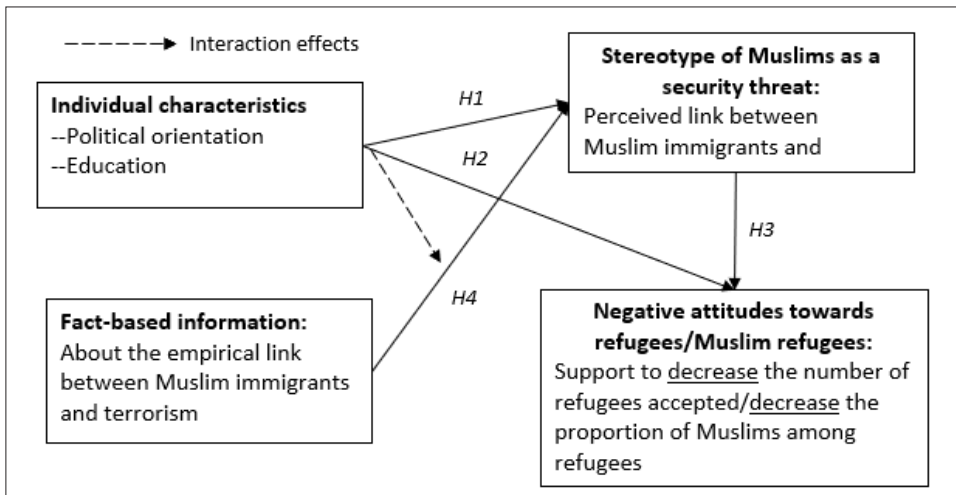 Interaction effects
Individual characteristics
--Political orientation
--Education
H1
H2
Stereotype of Muslims as a
security threat:
Perceived link between
Muslim immigrants and
H3
H4
Fact-based information:
About the empirical link
between Muslim immigrants
and terrorism
Negative attitudes towards
refugees/Muslim refugees:
Support to decrease the number of
refugees accepted/decrease the
proportion of Muslims among
refugees